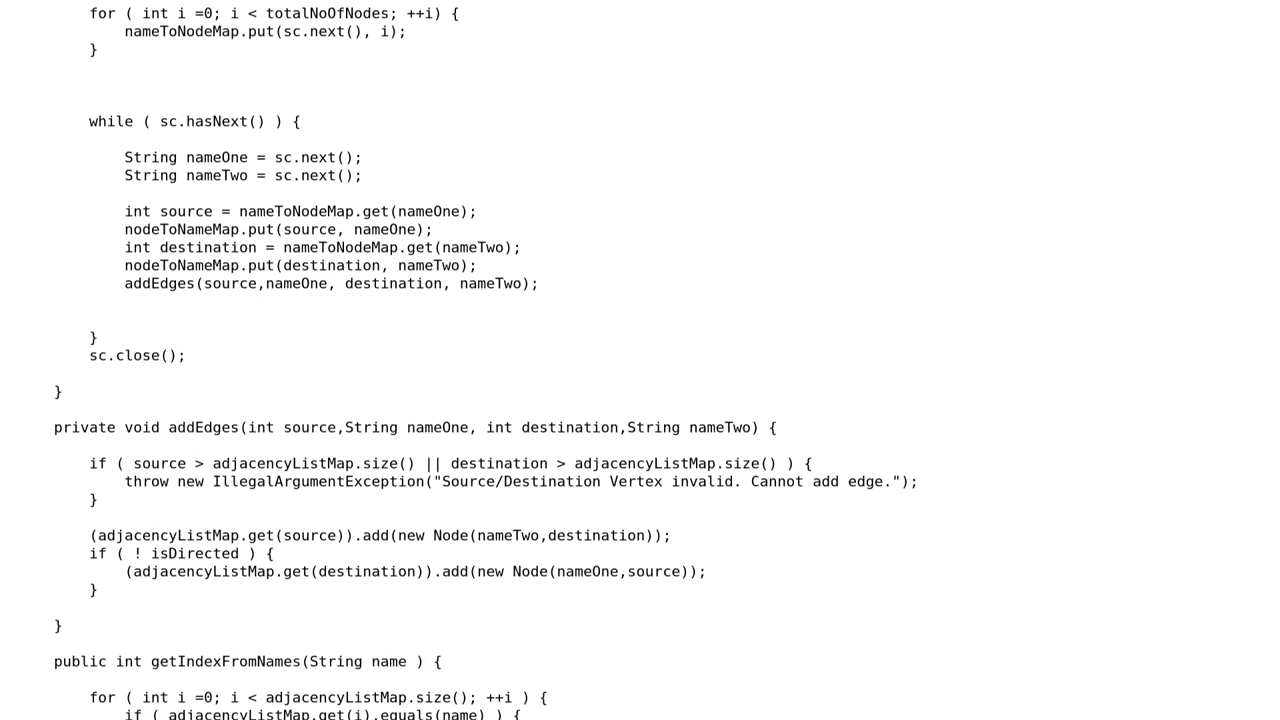 for ( int i =0; i < totalNoOfNodes; ++i) {
nameToNodeMap.put(sc.next(), i);
}
while ( sc.hasNext() ) {
String nameOne = sc.next();
String nameTwo = sc.next();
int source = nameToNodeMap.get(nameOne);
nodeToNameMap.put(source, nameOne);
int destination = nameToNodeMap.get(nameTwo);
nodeToNameMap.put(destination, nameTwo);
addEdges(source,nameOne, destination, nameTwo);
}
sc.close();
}
private void addEdges(int source,String nameOne, int destination,String nameTwo) {
if ( source > adjacencyListMap.size() || destination > adjacencyListMap.size() ) {
throw new IllegalArgumentException("Source/Destination Vertex invalid. Cannot add edge.");
}
(adjacencyListMap.get(source)).add(new Node(nameTwo,destination));
if ( ! isDirected ) {
(adjacencyListMap.get(destination)).add(new Node(nameOne,source));
}
}
public int getIndexFromNames(String name ) {
for ( int i =0; i < adjacencyListMap.size(); ++i ) {
if ( adjacencyListMap.get(i).equals(name) ) {